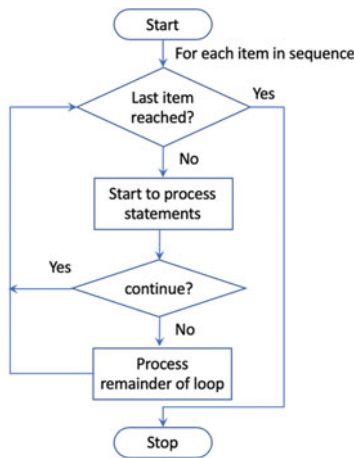 Start
For each item in sequence
Last item
reached?
Yes
No
Start to process
statements
Yes
continue?
No
Process
remainder of loop
Stop